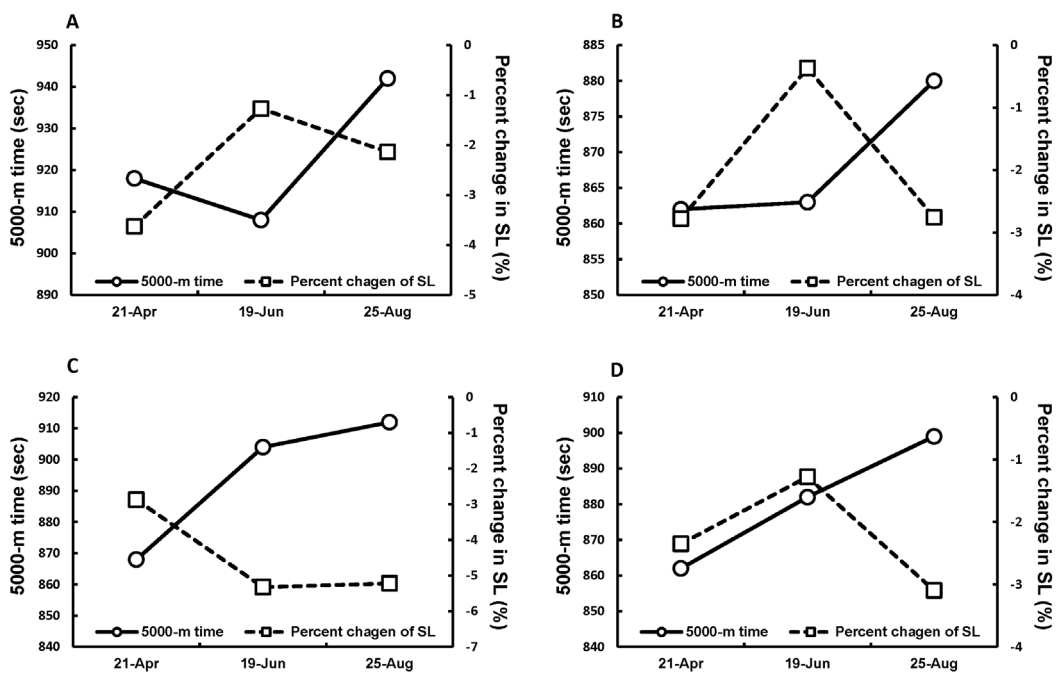 A
5000-m time (sec)
950
940
930
920
910
900
890
0
-1
-2
-3
-4
-5
Percent change in SL (%)
5000-m time
Percent chagen of SL
21-Apr
19-Jun
25-Aug
B
5000-m time (sec)
885
880
875
870
865
860
855
850
0
-1
-2
-3
-4
Percent change in SL (%)
5000-m time
Percent chagen of SL
21-Apr
19-Jun
25-Aug
C
5000-m time (sec)
920
910
900
890
880
870
860
850
840
0
-1
-2
-3
-4
-5
-6
-7
Percent change in SL (%)
5000-m time
Percent chagen of SL
21-Apr
19-Jun
25-Aug
D
5000-m time (sec)
910
900
890
880
870
860
850
840
0
-1
-2
-3
-4
Percent change in SL (%)
5000-m time
Percent chagen of SL
21-Apr
19-Jun
25-Aug